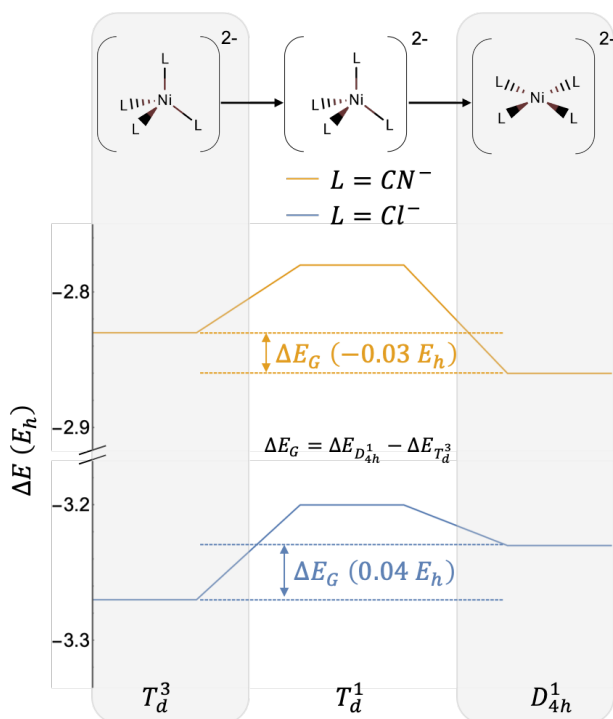 2- 2- 2-
L L
L Ni L Ni L Ni L
L L L L L L
L = CN⁻
L = Cl⁻
−2.8
ΔE_G (−0.03 E_h)
−2.9
ΔE (E_h)
ΔE_G = ΔE_{D_{4h}^1} − ΔE_{T_d^3}
−3.2
ΔE_G (0.04 E_h)
−3.3
T_d^3 T_d^1 D_{4h}^1